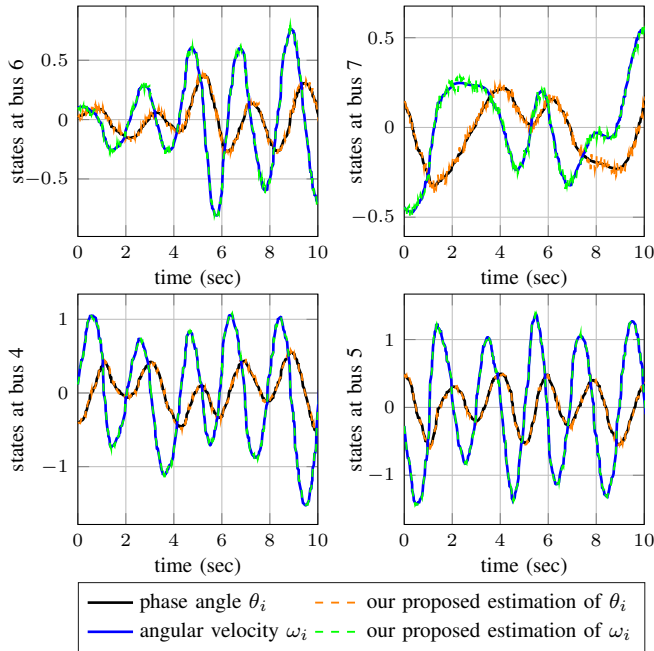 states at bus 6
0.5
0
−0.5
0 2 4 6 8 10
time (sec)
states at bus 7
0.5
0
−0.5
0 2 4 6 8 10
time (sec)
states at bus 4
1
0
−1
0 2 4 6 8 10
time (sec)
states at bus 5
1
0
−1
0 2 4 6 8 10
time (sec)
phase angle θᵢ
our proposed estimation of θᵢ
angular velocity ωᵢ
our proposed estimation of ωᵢ